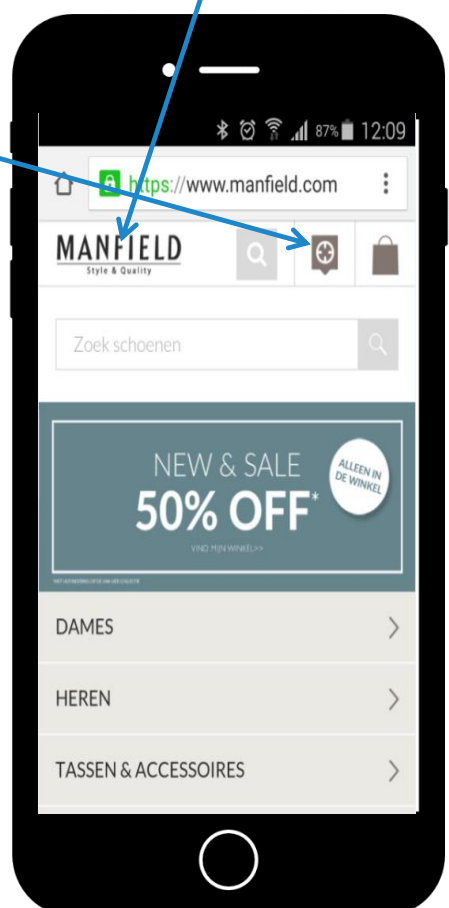 87% 12:09
https://www.manfield.com
MANFIELD
Style & Quality
Zoek schoenen
NEW & SALE
50% OFF*
ALLEEN IN
DE WINKEL
VIND MIJN WINKEL>>
DAMES
HEREN
TASSEN & ACCESSOIRES